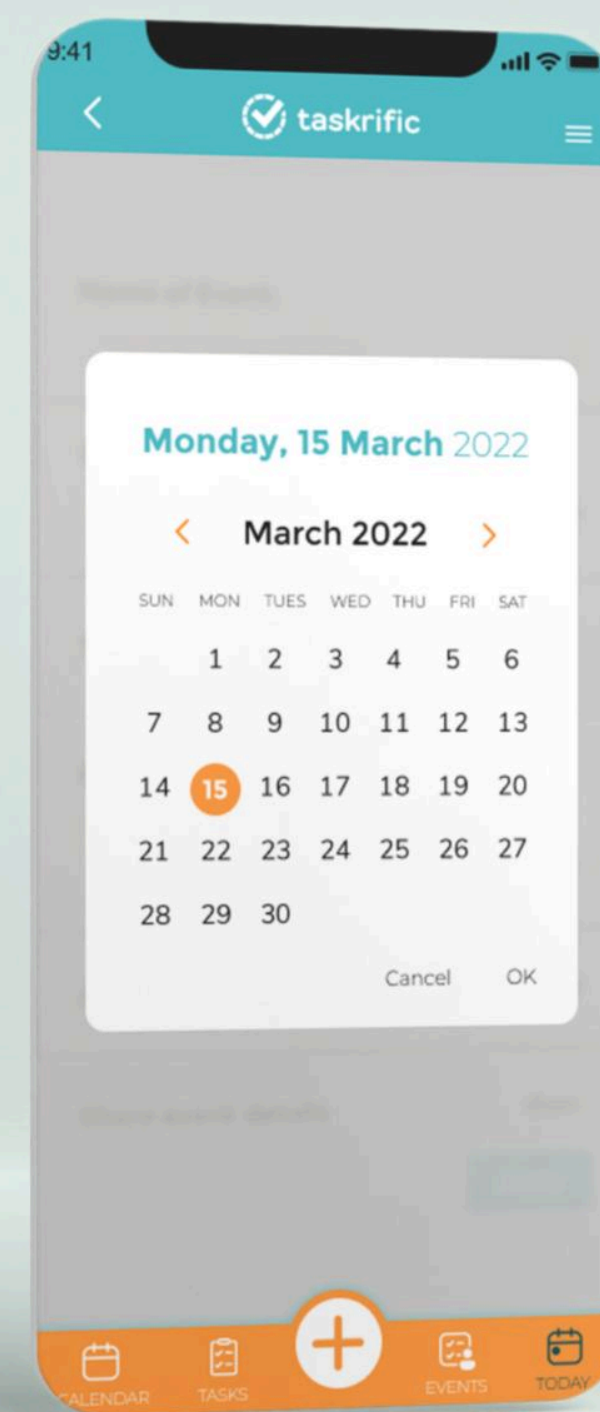 9:41
taskrific
Monday, 15 March 2022
March 2022
SUN MON TUES WED THU FRI SAT
1 2 3 4 5 6
7 8 9 10 11 12 13
14 15 16 17 18 19 20
21 22 23 24 25 26 27
28 29 30
Cancel OK
CALENDAR TASKS EVENTS TODAY